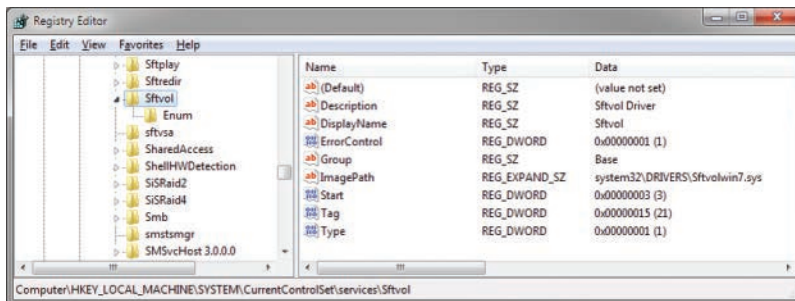 Registry Editor
File Edit View Favorites Help
Sftplay
Sftredir
Sftvol
Enum
sftvsa
SharedAccess
ShellHWDetection
SiSRaid2
SiSRaid4
Smb
smstsmgr
SMSvcHost 3.0.0.0
Name Type Data
(Default) REG_SZ (value not set)
Description REG_SZ Sftvol Driver
DisplayName REG_SZ Sftvol
ErrorControl REG_DWORD 0x00000001 (1)
Group REG_SZ Base
ImagePath REG_EXPAND_SZ system32\DRIVERS\Sftvolwin7.sys
Start REG_DWORD 0x00000003 (3)
Tag REG_DWORD 0x00000015 (21)
Type REG_DWORD 0x00000001 (1)
Computer\HKEY_LOCAL_MACHINE\SYSTEM\CurrentControlSet\services\Sftvol